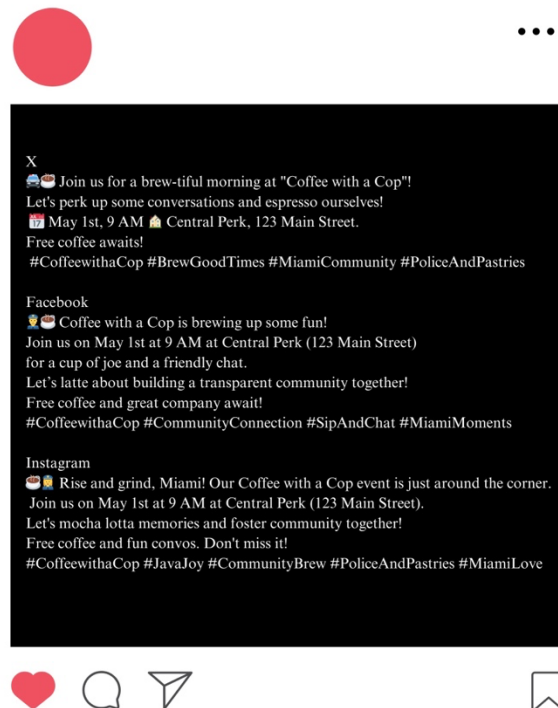 X
🚔☕ Join us for a brew-tiful morning at "Coffee with a Cop"!
Let's perk up some conversations and espresso ourselves!
📅 May 1st, 9 AM 🏠 Central Perk, 123 Main Street.
Free coffee awaits!
#CoffeewithaCop #BrewGoodTimes #MiamiCommunity #PoliceAndPastries
Facebook
👮☕ Coffee with a Cop is brewing up some fun!
Join us on May 1st at 9 AM at Central Perk (123 Main Street)
for a cup of joe and a friendly chat.
Let’s latte about building a transparent community together!
Free coffee and great company await!
#CoffeewithaCop #CommunityConnection #SipAndChat #MiamiMoments
Instagram
☕👮 Rise and grind, Miami! Our Coffee with a Cop event is just around the corner.
Join us on May 1st at 9 AM at Central Perk (123 Main Street).
Let's mocha lotta memories and foster community together!
Free coffee and fun convos. Don't miss it!
#CoffeewithaCop #JavaJoy #CommunityBrew #PoliceAndPastries #MiamiLove